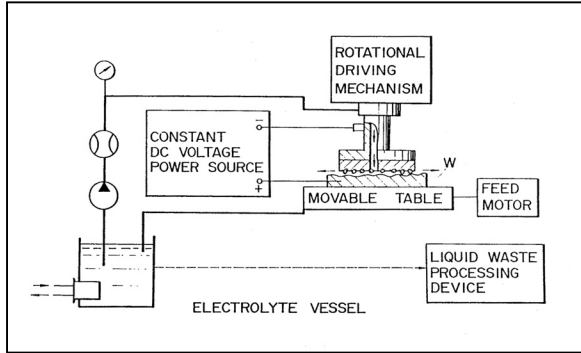 ROTATIONAL
DRIVING
MECHANISM
CONSTANT
DC VOLTAGE
POWER SOURCE
−
+
W
MOVABLE TABLE
FEED
MOTOR
LIQUID WASTE
PROCESSING
DEVICE
ELECTROLYTE VESSEL